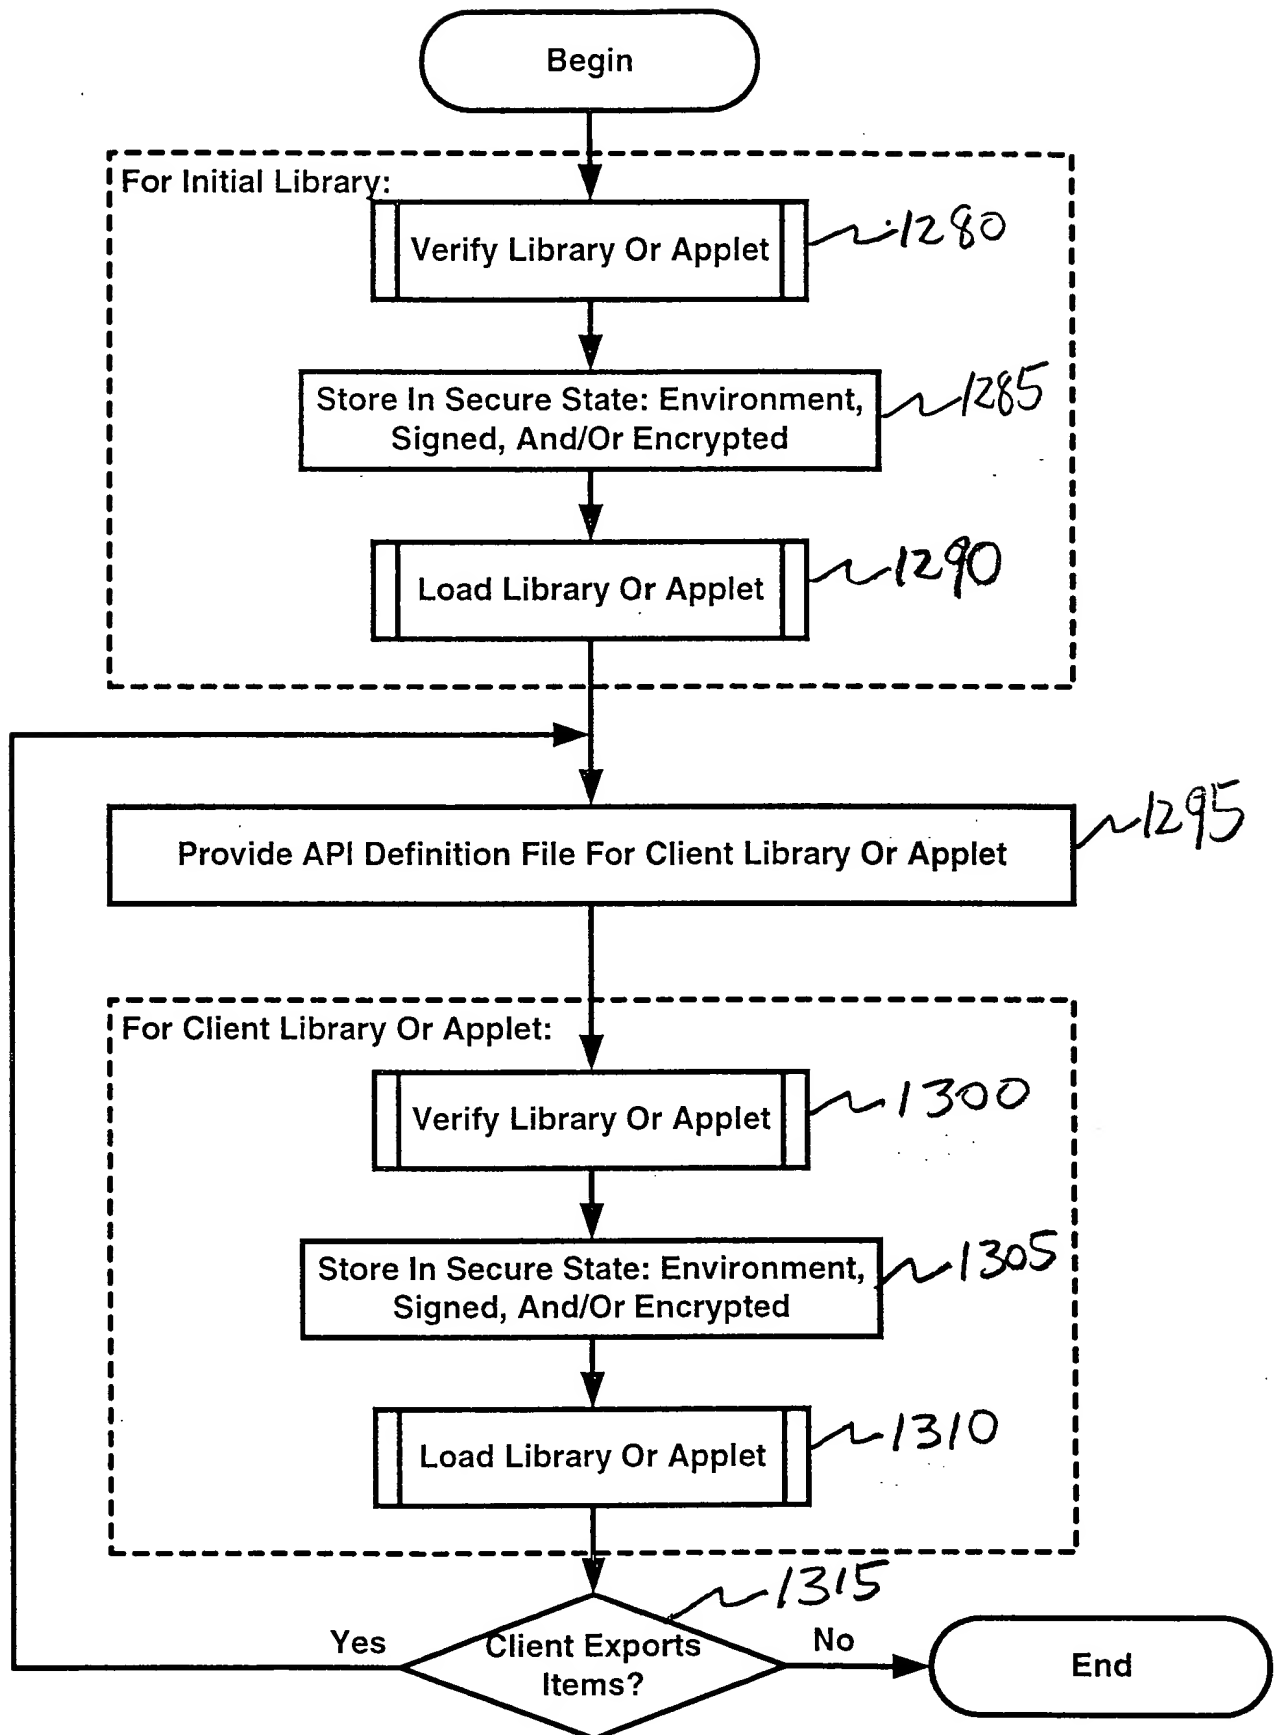 Begin
For Initial Library:
Verify Library Or Applet
1280
Store In Secure State: Environment,
Signed, And/Or Encrypted
1285
Load Library Or Applet
1290
Provide API Definition File For Client Library Or Applet
1295
For Client Library Or Applet:
Verify Library Or Applet
1300
Store In Secure State: Environment,
Signed, And/Or Encrypted
1305
Load Library Or Applet
1310
1315
Yes
Client Exports
Items?
No
End